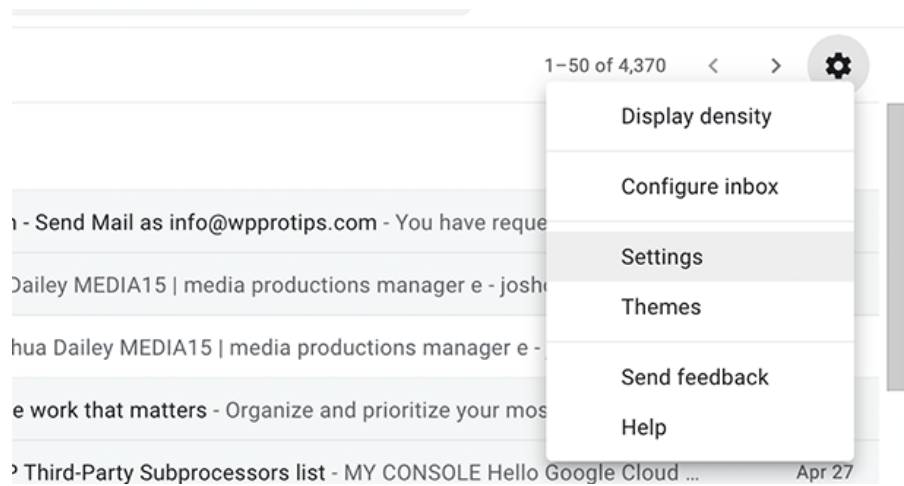 1–50 of 4,370
Display density
Configure inbox
- Send Mail as info@wpprotips.com - You have reque
Settings
Dailey MEDIA15 | media productions manager e - josh
Themes
hua Dailey MEDIA15 | media productions manager e -
Send feedback
e work that matters - Organize and prioritize your mos
Help
P Third-Party Subprocessors list - MY CONSOLE Hello Google Cloud ... Apr 27